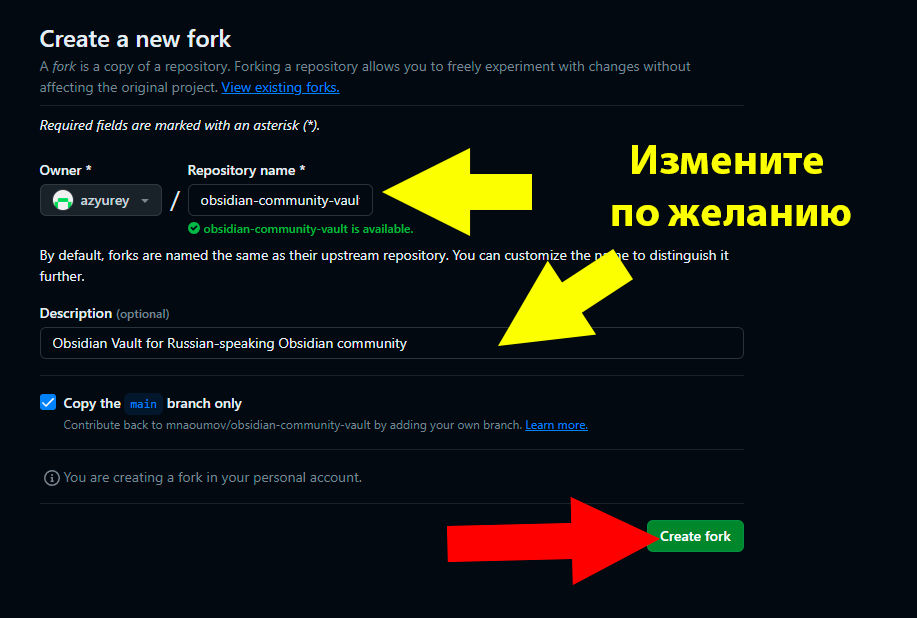 Create a new fork
A fork is a copy of a repository. Forking a repository allows you to freely experiment with changes without
affecting the original project. View existing forks.
Required fields are marked with an asterisk (*).
Измените
по желанию
Owner *
Repository name *
azyurey
/
obsidian-community-vaul
obsidian-community-vault is available.
By default, forks are named the same as their upstream repository. You can customize the name to distinguish it
further.
Description (optional)
Obsidian Vault for Russian-speaking Obsidian community
Copy the main branch only
Contribute back to mnaoumov/obsidian-community-vault by adding your own branch. Learn more.
You are creating a fork in your personal account.
Create fork